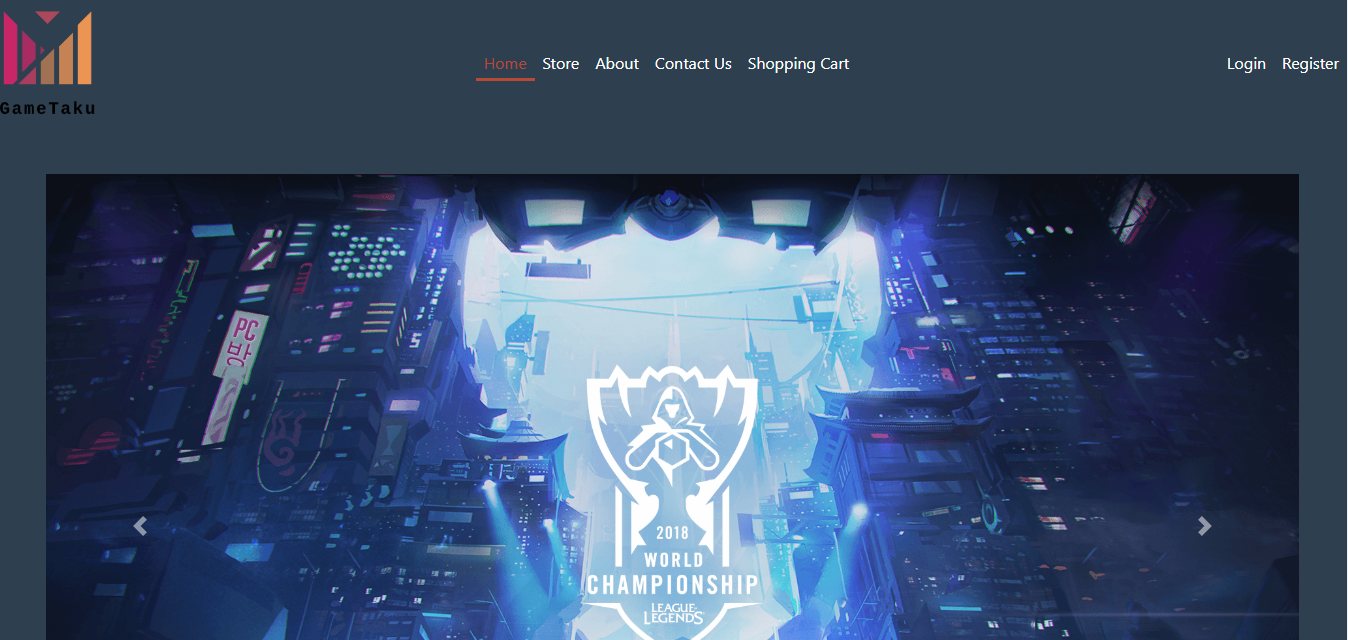 Home Store About Contact Us Shopping Cart Login Register
GameTaku
PC
방
2018
WORLD
CHAMPIONSHIP
LEAGUE OF
LEGENDS